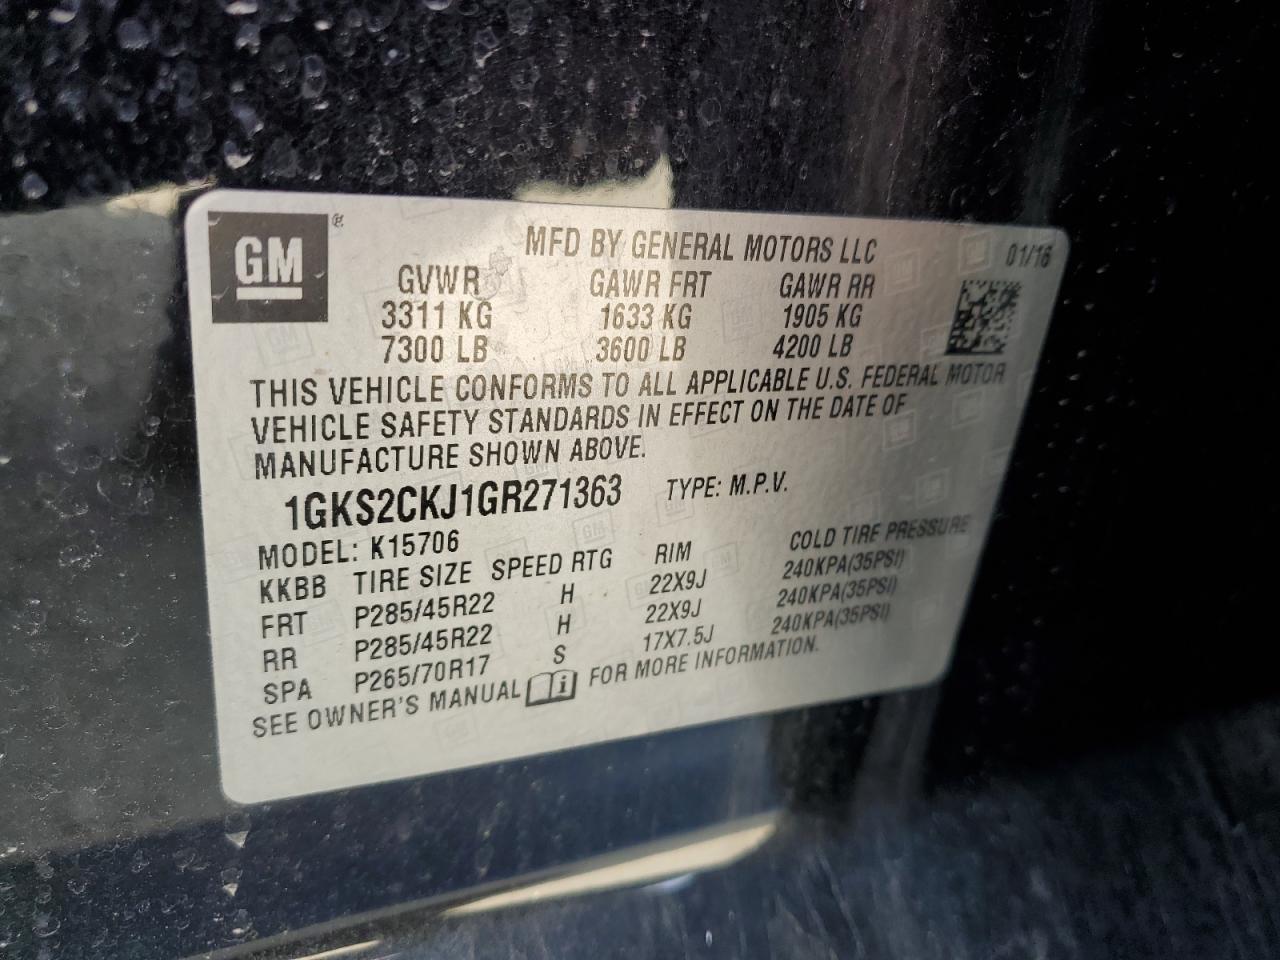 GM ® MFD BY GENERAL MOTORS LLC 01/16
GVWR GAWR FRT GAWR RR
3311 KG 1633 KG 1905 KG
7300 LB 3600 LB 4200 LB
THIS VEHICLE CONFORMS TO ALL APPLICABLE U.S. FEDERAL MOTOR
VEHICLE SAFETY STANDARDS IN EFFECT ON THE DATE OF
MANUFACTURE SHOWN ABOVE.
1GKS2CKJ1GR271363 TYPE: M.P.V.
MODEL: K15706
KKBB TIRE SIZE SPEED RTG RIM COLD TIRE PRESSURE
FRT P285/45R22 H 22X9J 240KPA(35PSI)
RR P285/45R22 H 22X9J 240KPA(35PSI)
SPA P265/70R17 S 17X7.5J 240KPA(35PSI)
SEE OWNER'S MANUAL i FOR MORE INFORMATION.